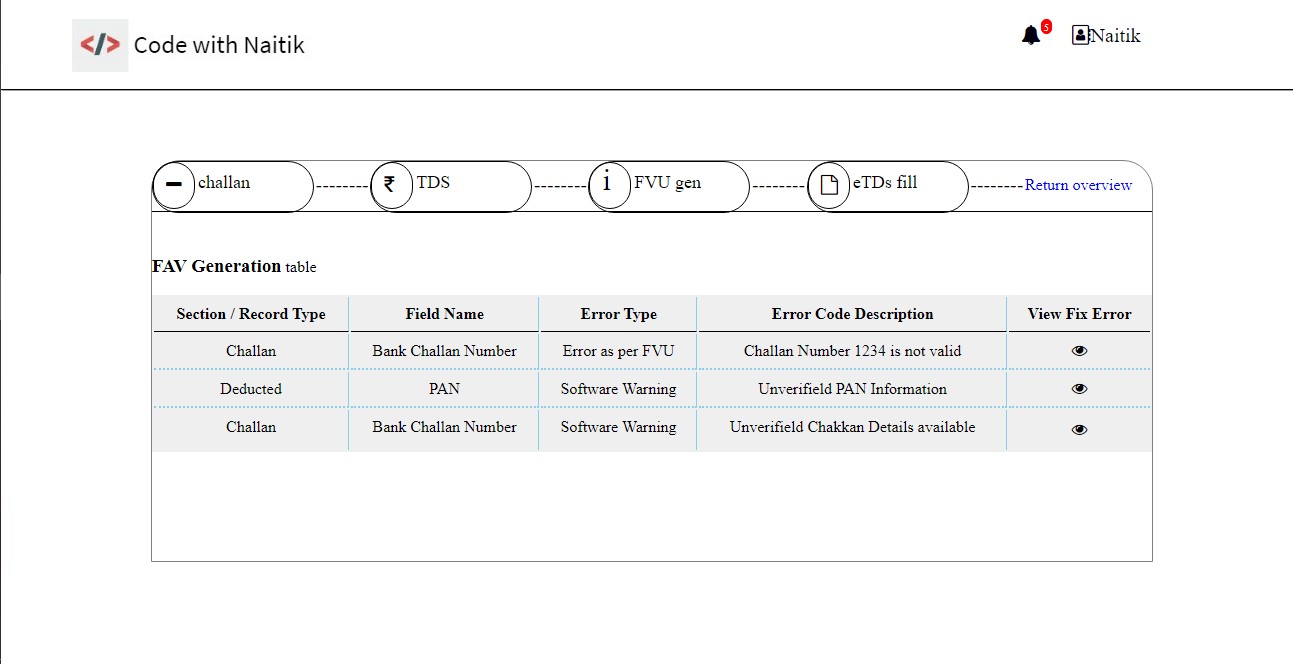 </> Code with Naitik 5 Naitik
challan -------- ₹ TDS -------- i FVU gen -------- eTDs fill -------- Return overview
FAV Generation table
Section / Record Type Field Name Error Type Error Code Description View Fix Error
Challan Bank Challan Number Error as per FVU Challan Number 1234 is not valid
Deducted PAN Software Warning Unverifield PAN Information
Challan Bank Challan Number Software Warning Unverifield Chakkan Details available